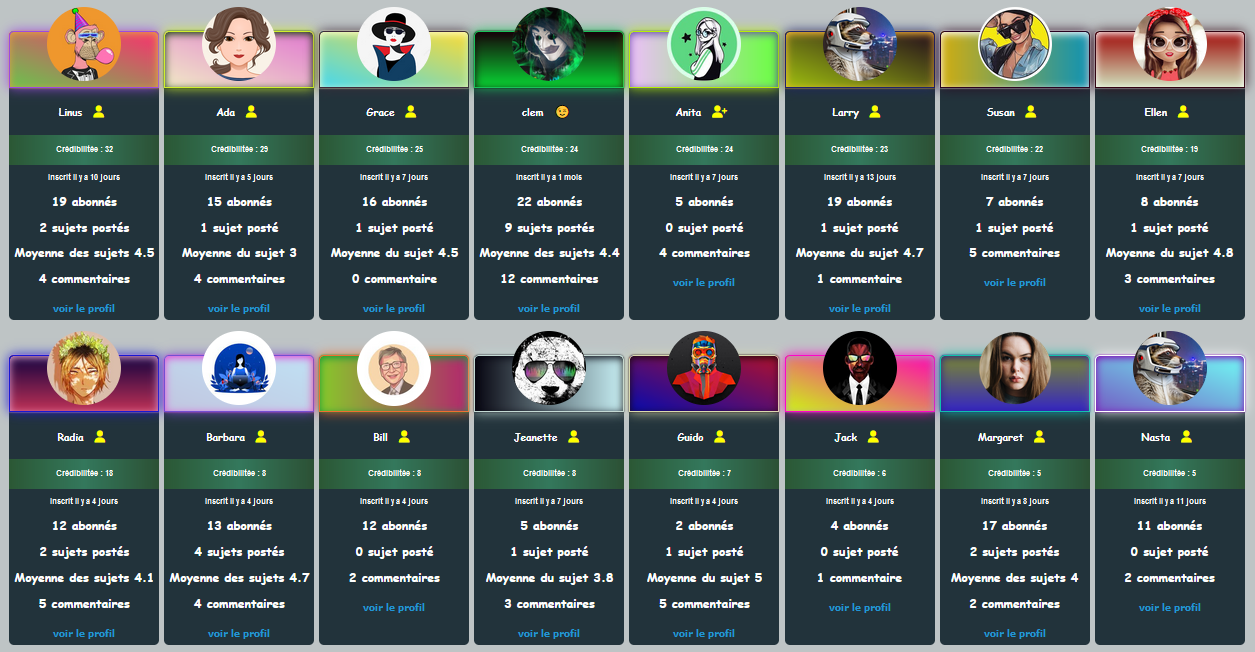 Linus
Crédibilitée : 32
Inscrit il y a 10 jours
19 abonnés
2 sujets postés
Moyenne des sujets 4.5
4 commentaires
voir le profil
Ada
Crédibilitée : 29
Inscrit il y a 5 jours
15 abonnés
1 sujet posté
Moyenne du sujet 3
4 commentaires
voir le profil
Grace
Crédibilitée : 25
Inscrit il y a 7 jours
16 abonnés
1 sujet posté
Moyenne du sujet 4.5
0 commentaire
voir le profil
clem
Crédibilitée : 24
Inscrit il y a 1 mois
22 abonnés
9 sujets postés
Moyenne des sujets 4.4
12 commentaires
voir le profil
Anita
Crédibilitée : 24
Inscrit il y a 7 jours
5 abonnés
0 sujet posté
4 commentaires
voir le profil
Larry
Crédibilitée : 23
Inscrit il y a 13 jours
19 abonnés
1 sujet posté
Moyenne du sujet 4.7
1 commentaire
voir le profil
Susan
Crédibilitée : 22
Inscrit il y a 7 jours
7 abonnés
1 sujet posté
5 commentaires
voir le profil
Ellen
Crédibilitée : 19
Inscrit il y a 7 jours
8 abonnés
1 sujet posté
Moyenne du sujet 4.8
3 commentaires
voir le profil
Radia
Crédibilitée : 18
Inscrit il y a 4 jours
12 abonnés
2 sujets postés
Moyenne des sujets 4.1
5 commentaires
voir le profil
Barbara
Crédibilitée : 8
Inscrit il y a 4 jours
13 abonnés
4 sujets postés
Moyenne des sujets 4.7
4 commentaires
voir le profil
Bill
Crédibilitée : 8
Inscrit il y a 4 jours
12 abonnés
0 sujet posté
2 commentaires
voir le profil
Jeanette
Crédibilitée : 8
Inscrit il y a 7 jours
5 abonnés
1 sujet posté
Moyenne du sujet 3.8
3 commentaires
voir le profil
Guido
Crédibilitée : 7
Inscrit il y a 4 jours
2 abonnés
1 sujet posté
Moyenne du sujet 5
5 commentaires
voir le profil
Jack
Crédibilitée : 6
Inscrit il y a 4 jours
4 abonnés
0 sujet posté
1 commentaire
voir le profil
Margaret
Crédibilitée : 5
Inscrit il y a 8 jours
17 abonnés
2 sujets postés
Moyenne des sujets 4
2 commentaires
voir le profil
Nasta
Crédibilitée : 5
Inscrit il y a 11 jours
11 abonnés
0 sujet posté
2 commentaires
voir le profil